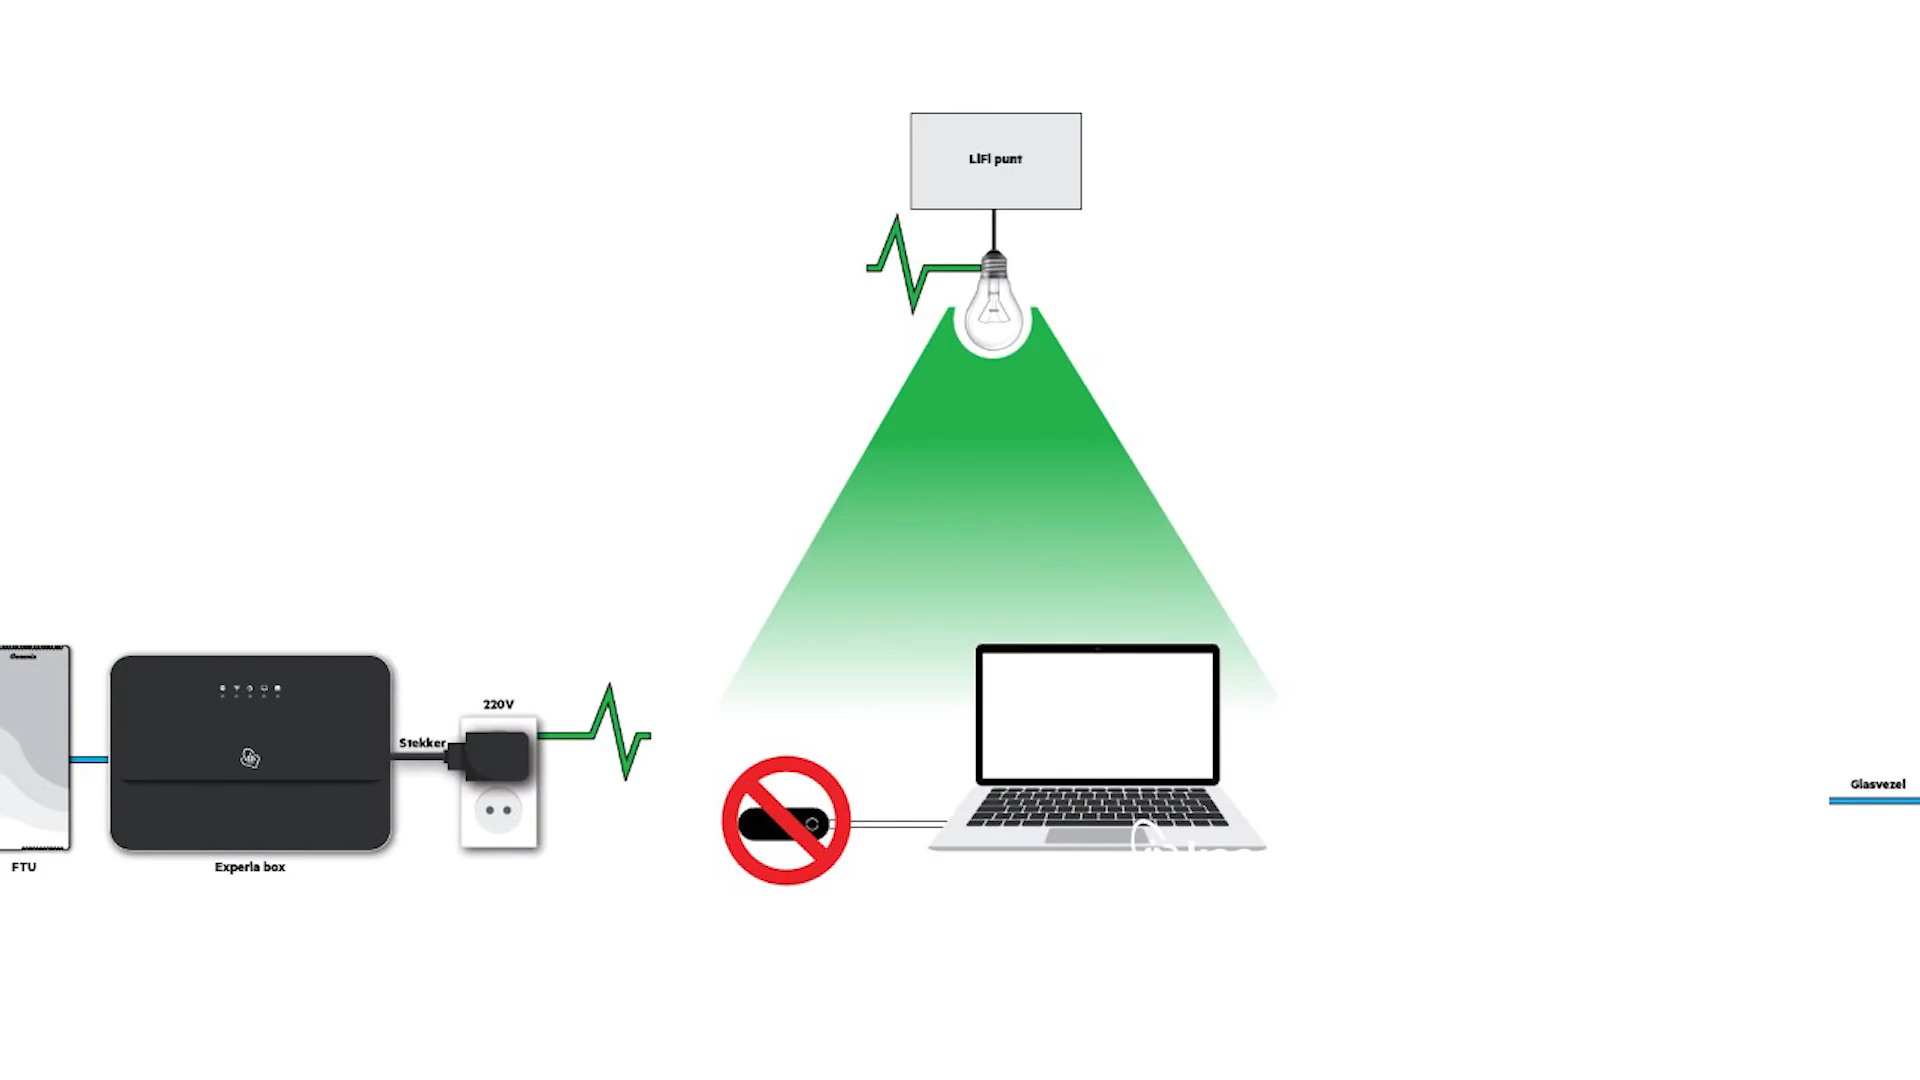 LiFi punt
220V
Stekker
Glasvezel
FTU
Experia box